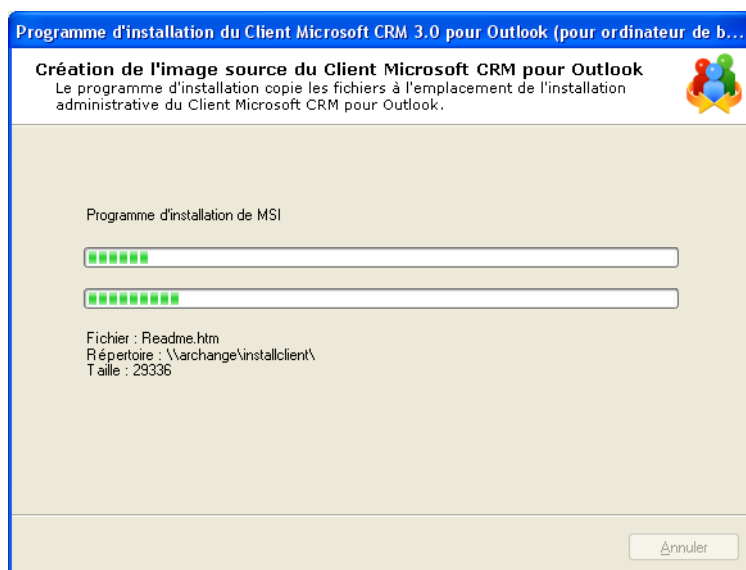 Programme d'installation du Client Microsoft CRM 3.0 pour Outlook (pour ordinateur de b...
Création de l'image source du Client Microsoft CRM pour Outlook
Le programme d'installation copie les fichiers à l'emplacement de l'installation
administrative du Client Microsoft CRM pour Outlook.
Programme d'installation de MSI
Fichier : Readme.htm
Répertoire : \\archange\installclient\
Taille : 29336
Annuler